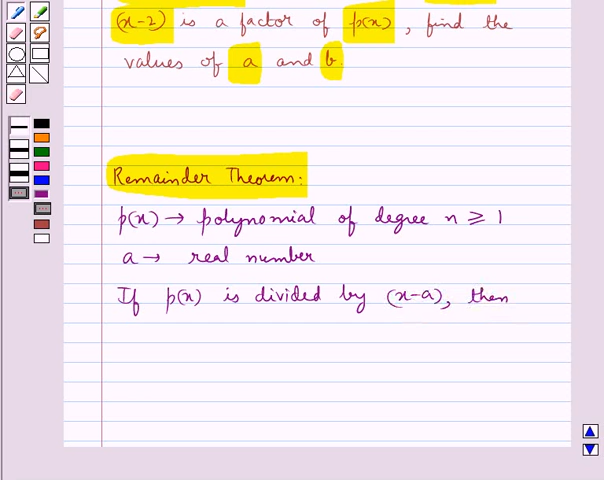 (x-2) is a factor of p(x), find the
values of a and b.
Remainder Theorem:
p(x) → polynomial of degree n ≥ 1
a → real number
If p(x) is divided by (x-a), then